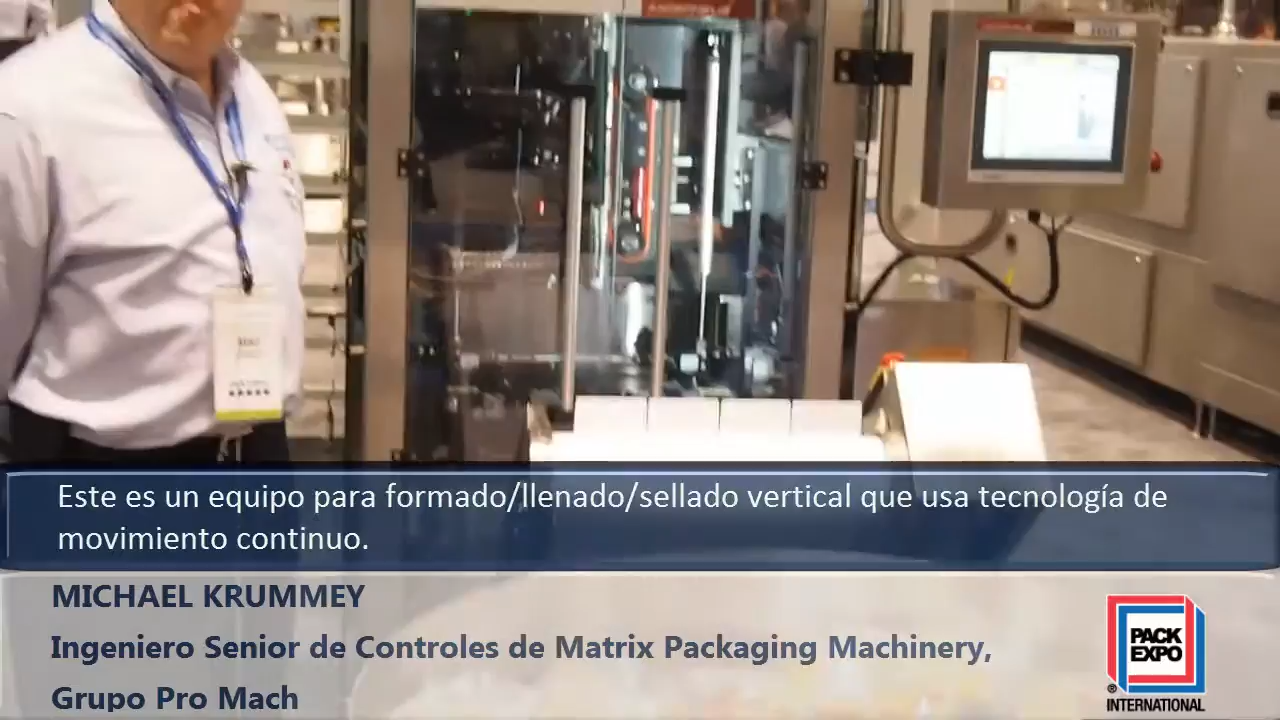 Este es un equipo para formado/llenado/sellado vertical que usa tecnología de
movimiento continuo.
MICHAEL KRUMMEY
Ingeniero Senior de Controles de Matrix Packaging Machinery,
Grupo Pro Mach
PACK
EXPO
®
INTERNATIONAL